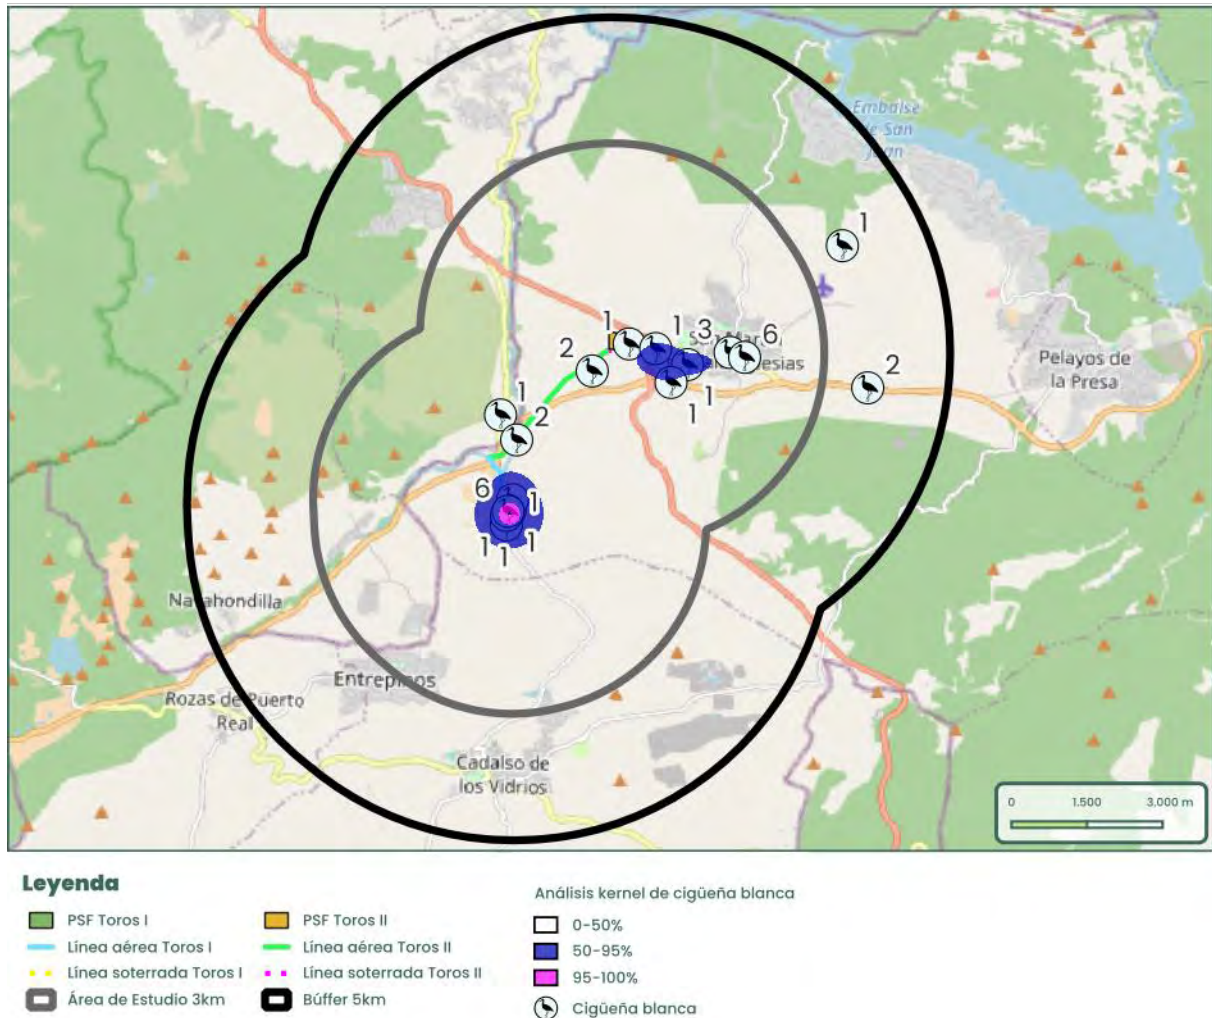 Embalse
de San
Juan
1
1
1
3
6
2
Pelayos de
la Presa
2
1
1
1
2
6
1
1
1
1
Navahondilla
Entrepinos
Rozas de Puerto
Real
Cadalso de
los Vidrios
0 1.500 3.000 m
Leyenda
PSF Toros I
PSF Toros II
Línea aérea Toros I
Línea aérea Toros II
Línea soterrada Toros I
Línea soterrada Toros II
Área de Estudio 3km
Búffer 5km
Análisis kernel de cigüeña blanca
0-50%
50-95%
95-100%
Cigüeña blanca